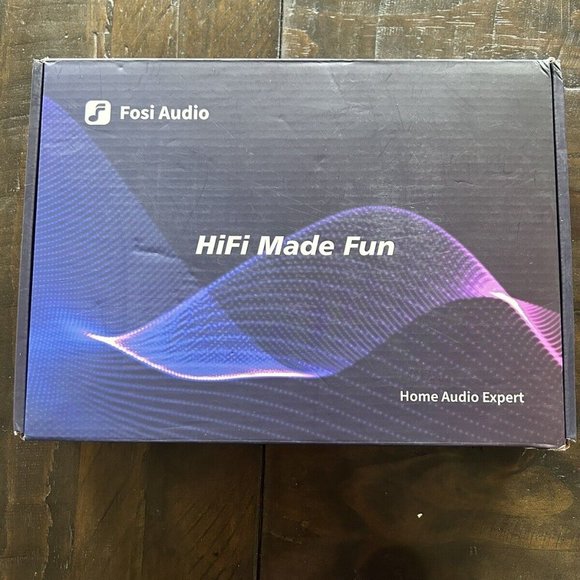 Fosi Audio
HiFi Made Fun
Home Audio Expert